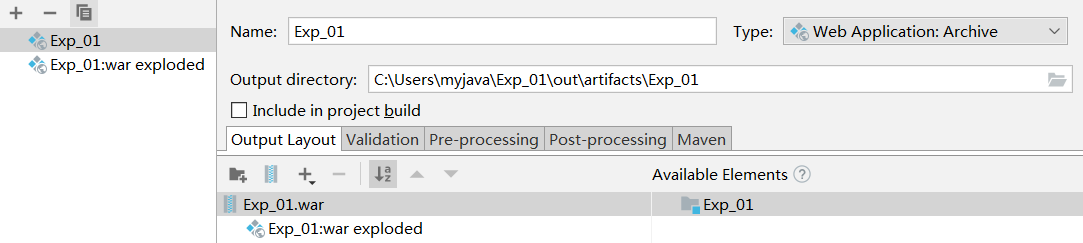 Exp_01
Exp_01:war exploded
Name: Exp_01 Type: Web Application: Archive
Output directory: C:\Users\myjava\Exp_01\out\artifacts\Exp_01
Include in project build
Output Layout Validation Pre-processing Post-processing Maven
Available Elements ?
Exp_01.war Exp_01
Exp_01:war exploded